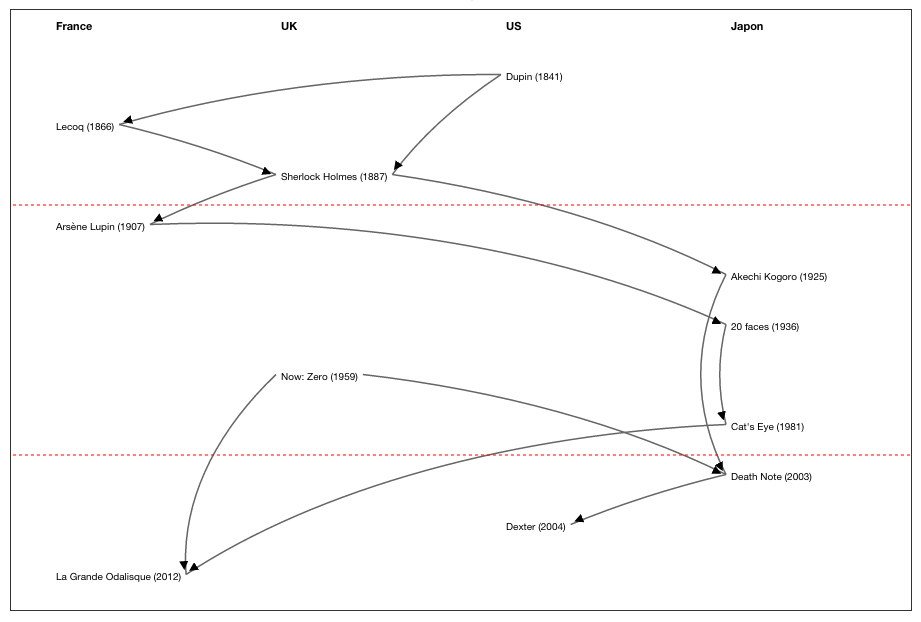 France
UK
US
Japon
Dupin (1841)
Lecoq (1866)
Sherlock Holmes (1887)
Arsène Lupin (1907)
Akechi Kogoro (1925)
20 faces (1936)
Now: Zero (1959)
Cat's Eye (1981)
Death Note (2003)
Dexter (2004)
La Grande Odalisque (2012)